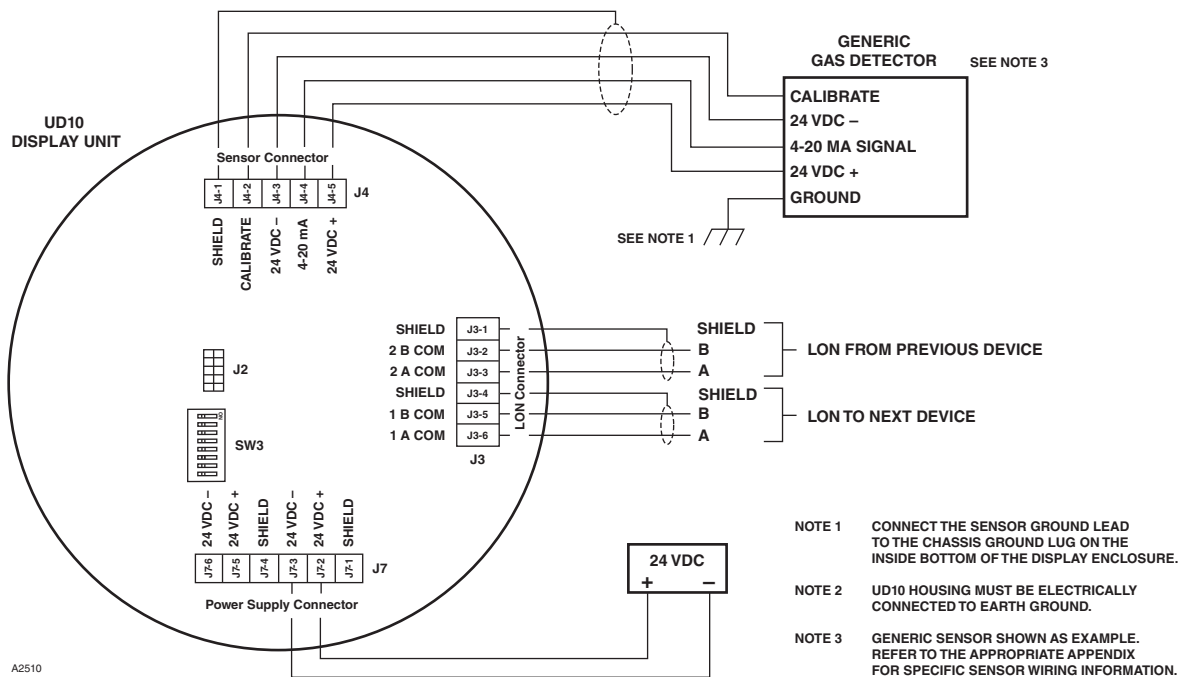 GENERIC
GAS DETECTOR
SEE NOTE 3
CALIBRATE
24 VDC –
4-20 MA SIGNAL
24 VDC +
GROUND
SEE NOTE 1
UD10
DISPLAY UNIT
Sensor Connector
J4-1
J4-2
J4-3
J4-4
J4-5
J4
SHIELD
CALIBRATE
24 VDC –
4-20 mA
24 VDC +
SHIELD J3-1
2 B COM J3-2
2 A COM J3-3
SHIELD J3-4
1 B COM J3-5
1 A COM J3-6
J3
LON Connector
SHIELD
B
A
LON FROM PREVIOUS DEVICE
SHIELD
B
A
LON TO NEXT DEVICE
J2
ON
SW3
24 VDC –
24 VDC +
SHIELD
24 VDC –
24 VDC +
SHIELD
J7-6
J7-5
J7-4
J7-3
J7-2
J7-1
J7
Power Supply Connector
24 VDC
+ –
NOTE 1 CONNECT THE SENSOR GROUND LEAD
TO THE CHASSIS GROUND LUG ON THE
INSIDE BOTTOM OF THE DISPLAY ENCLOSURE.
NOTE 2 UD10 HOUSING MUST BE ELECTRICALLY
CONNECTED TO EARTH GROUND.
NOTE 3 GENERIC SENSOR SHOWN AS EXAMPLE.
REFER TO THE APPROPRIATE APPENDIX
FOR SPECIFIC SENSOR WIRING INFORMATION.
A2510